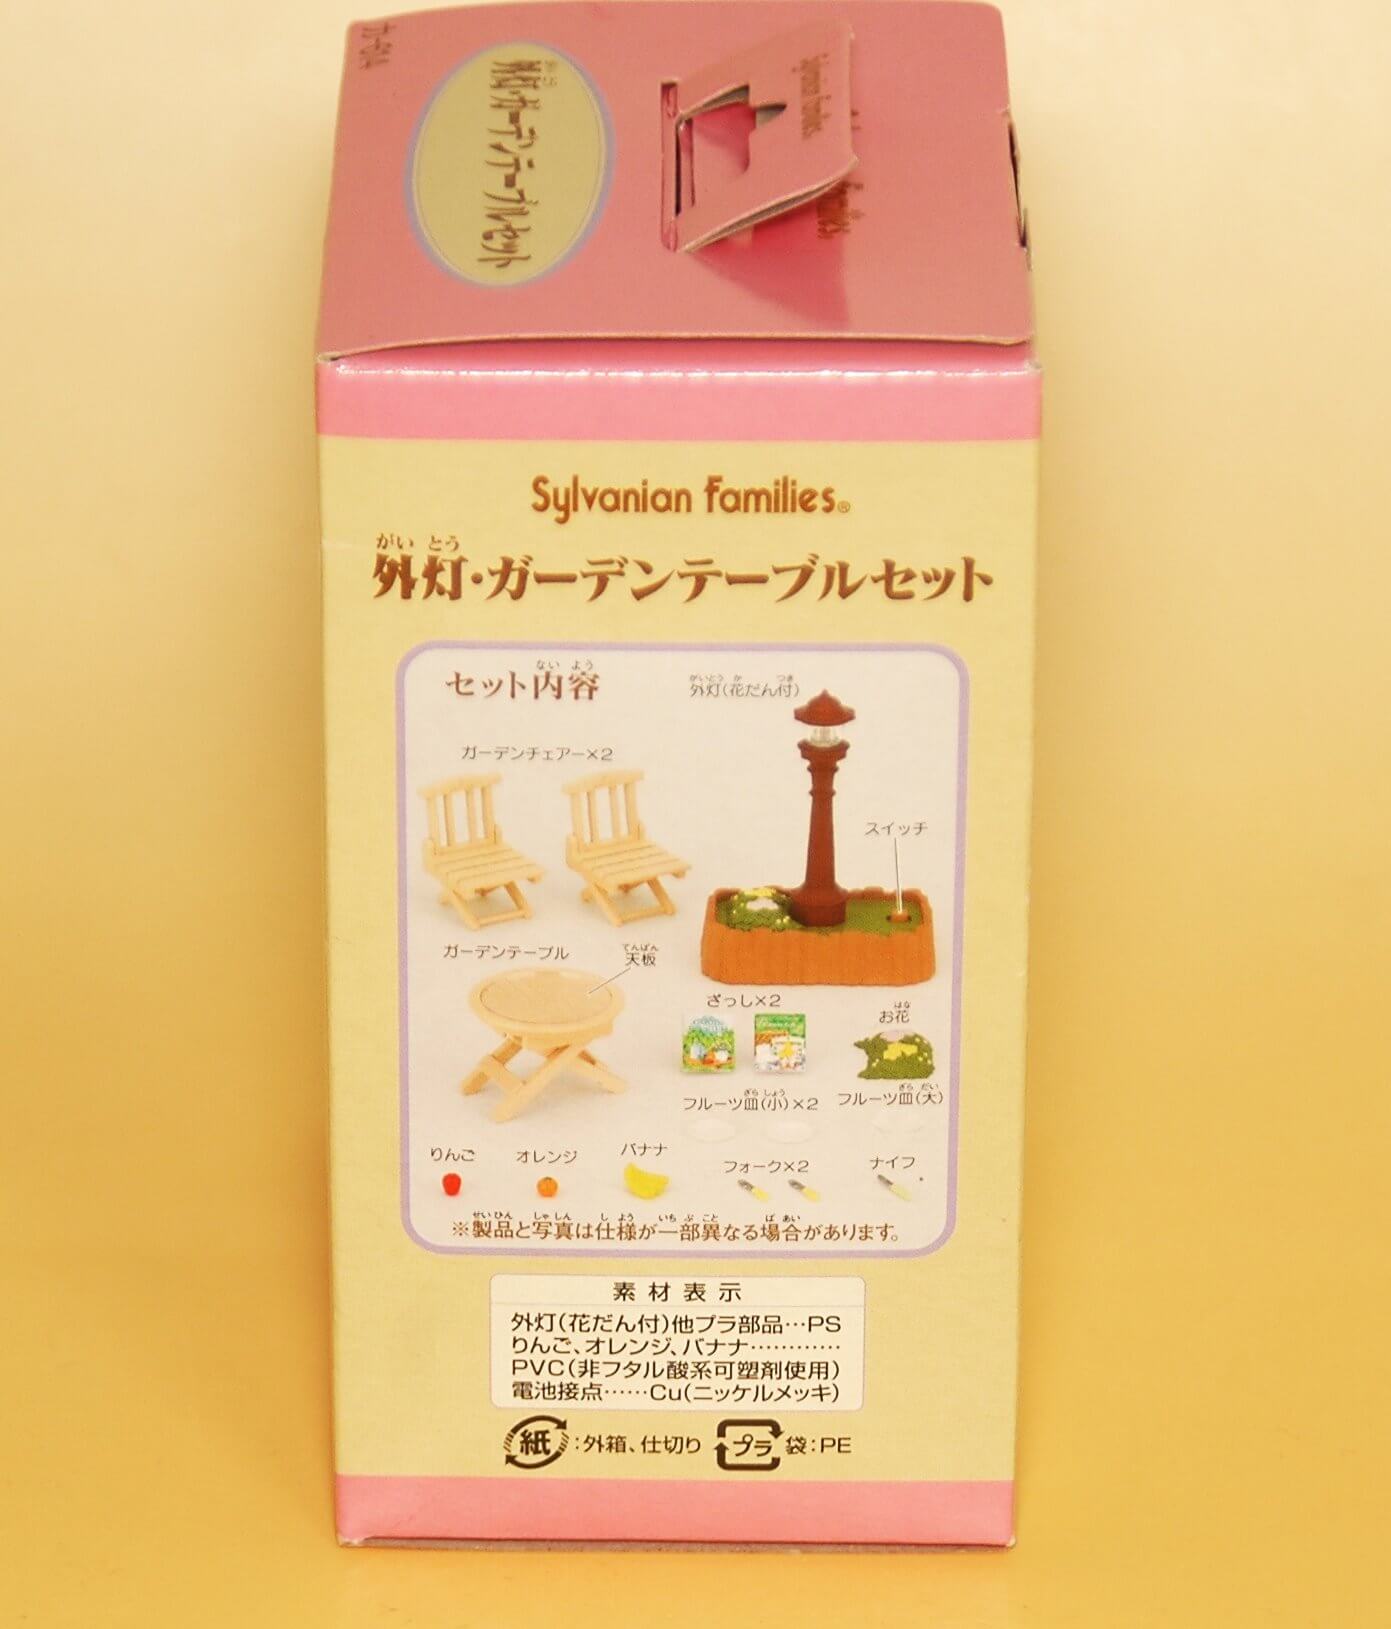 カ-614
がいとう
外灯・ガーデンテーブルセット
Sylvanian Families
Families
Sylvanian Families®
がい とう
外灯・ガーデンテーブルセット
ない よう
セット内容
がいとう か つき
外灯(花だん付)
ガーデンチェアー×2
スイッチ
ガーデンテーブル
てんばん
天板
ざっし×2
はな
お花
ざら しょう
フルーツ皿(小)×2
ざら だい
フルーツ皿(大)
りんご
オレンジ
バナナ
フォーク×2
ナイフ
せいひん しゃしん し よう いち ぶ こと ば あい
※製品と写真は仕様が一部異なる場合があります。
素材表示
外灯(花だん付)他プラ部品…PS
りんご、オレンジ、バナナ…………
PVC(非フタル酸系可塑剤使用)
電池接点……Cu(ニッケルメッキ)
紙:外箱、仕切り プラ 袋:PE